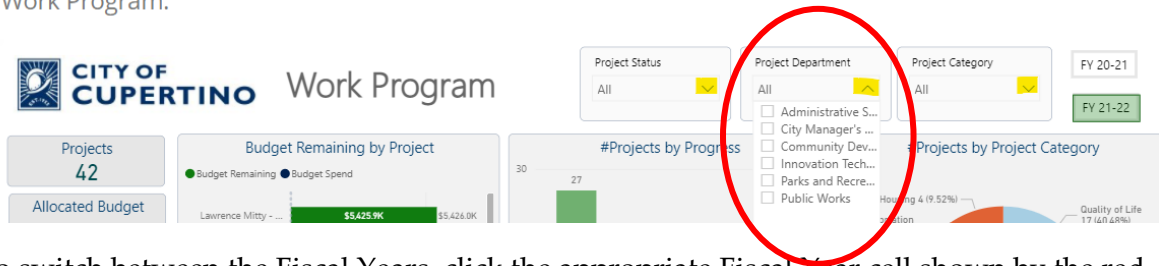 Work Program.
CITY OF
CUPERTINO
EST. 1955
Work Program
Project Status
All
Project Department
All
Administrative S...
City Manager's ...
Community Dev...
Innovation Tech...
Parks and Recre...
Public Works
Project Category
All
FY 20-21
FY 21-22
Projects
42
Allocated Budget
Budget Remaining by Project
Budget Remaining Budget Spend
Lawrence Mitty - ...
$5,425.9K
$5,426.0K
#Projects by Progress
30
27
#Projects by Project Category
Housing 4 (9.52%)
Quality of Life
17 (40.48%)
switch between the Fiscal Years, click the appropriate Fiscal Year cell shown by the red